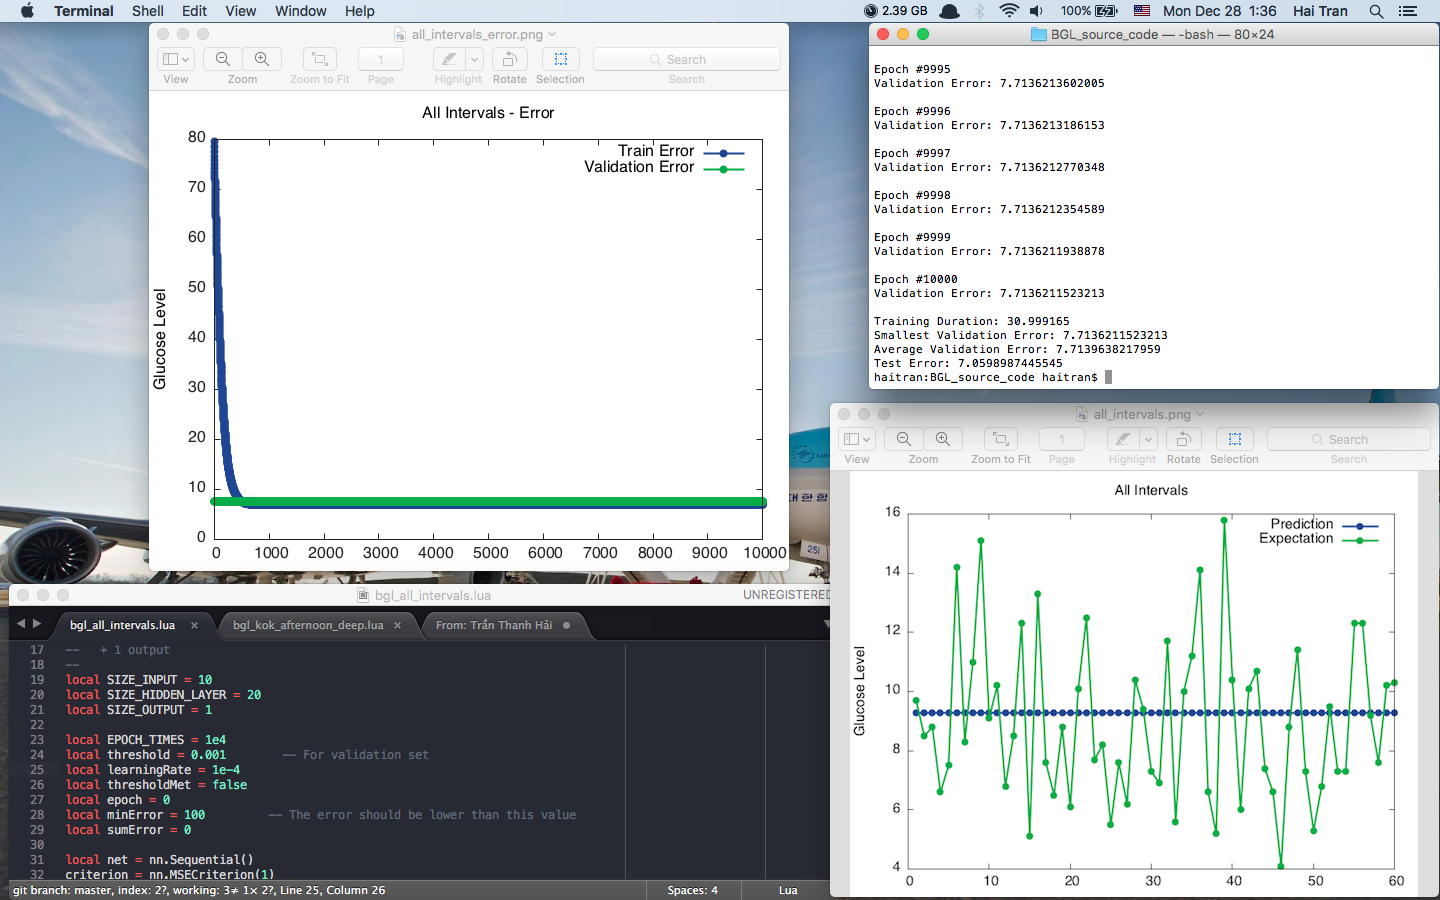 Terminal Shell Edit View Window Help 2.39 GB 100% Mon Dec 28 1:36 Hai Tran
all_intervals_error.png
1 Search
View Zoom Zoom to Fit Page Highlight Rotate Selection Search
All Intervals - Error
Train Error
Validation Error
Glucose Level
80
70
60
50
40
30
20
10
0
0 1000 2000 3000 4000 5000 6000 7000 8000 9000 10000
BGL_source_code — -bash — 80×24
Epoch #9995
Validation Error: 7.7136213602005
Epoch #9996
Validation Error: 7.7136213186153
Epoch #9997
Validation Error: 7.7136212770348
Epoch #9998
Validation Error: 7.7136212354589
Epoch #9999
Validation Error: 7.7136211938878
Epoch #10000
Validation Error: 7.7136211523213
Training Duration: 30.999165
Smallest Validation Error: 7.7136211523213
Average Validation Error: 7.7139638217959
Test Error: 7.0598987445545
haitran:BGL_source_code haitran$
대한항
251
bgl_all_intervals.lua UNREGISTERED
bgl_all_intervals.lua × bgl_kok_afternoon_deep.lua × From: Trần Thanh Hải
17 -- + 1 output
18 --
19 local SIZE_INPUT = 10
20 local SIZE_HIDDEN_LAYER = 20
21 local SIZE_OUTPUT = 1
22
23 local EPOCH_TIMES = 1e4
24 local threshold = 0.001 -- For validation set
25 local learningRate = 1e-4
26 local thresholdMet = false
27 local epoch = 0
28 local minError = 100 -- The error should be lower than this value
29 local sumError = 0
30
31 local net = nn.Sequential()
32 criterion = nn.MSECriterion(1)
git branch: master, index: 2?, working: 3≠ 1× 2?, Line 25, Column 26 Spaces: 4 Lua
all_intervals.png
1 Search
View Zoom Zoom to Fit Page Highlight Rotate Selection Search
All Intervals
Prediction
Expectation
Glucose Level
16
14
12
10
8
6
4
0 10 20 30 40 50 60